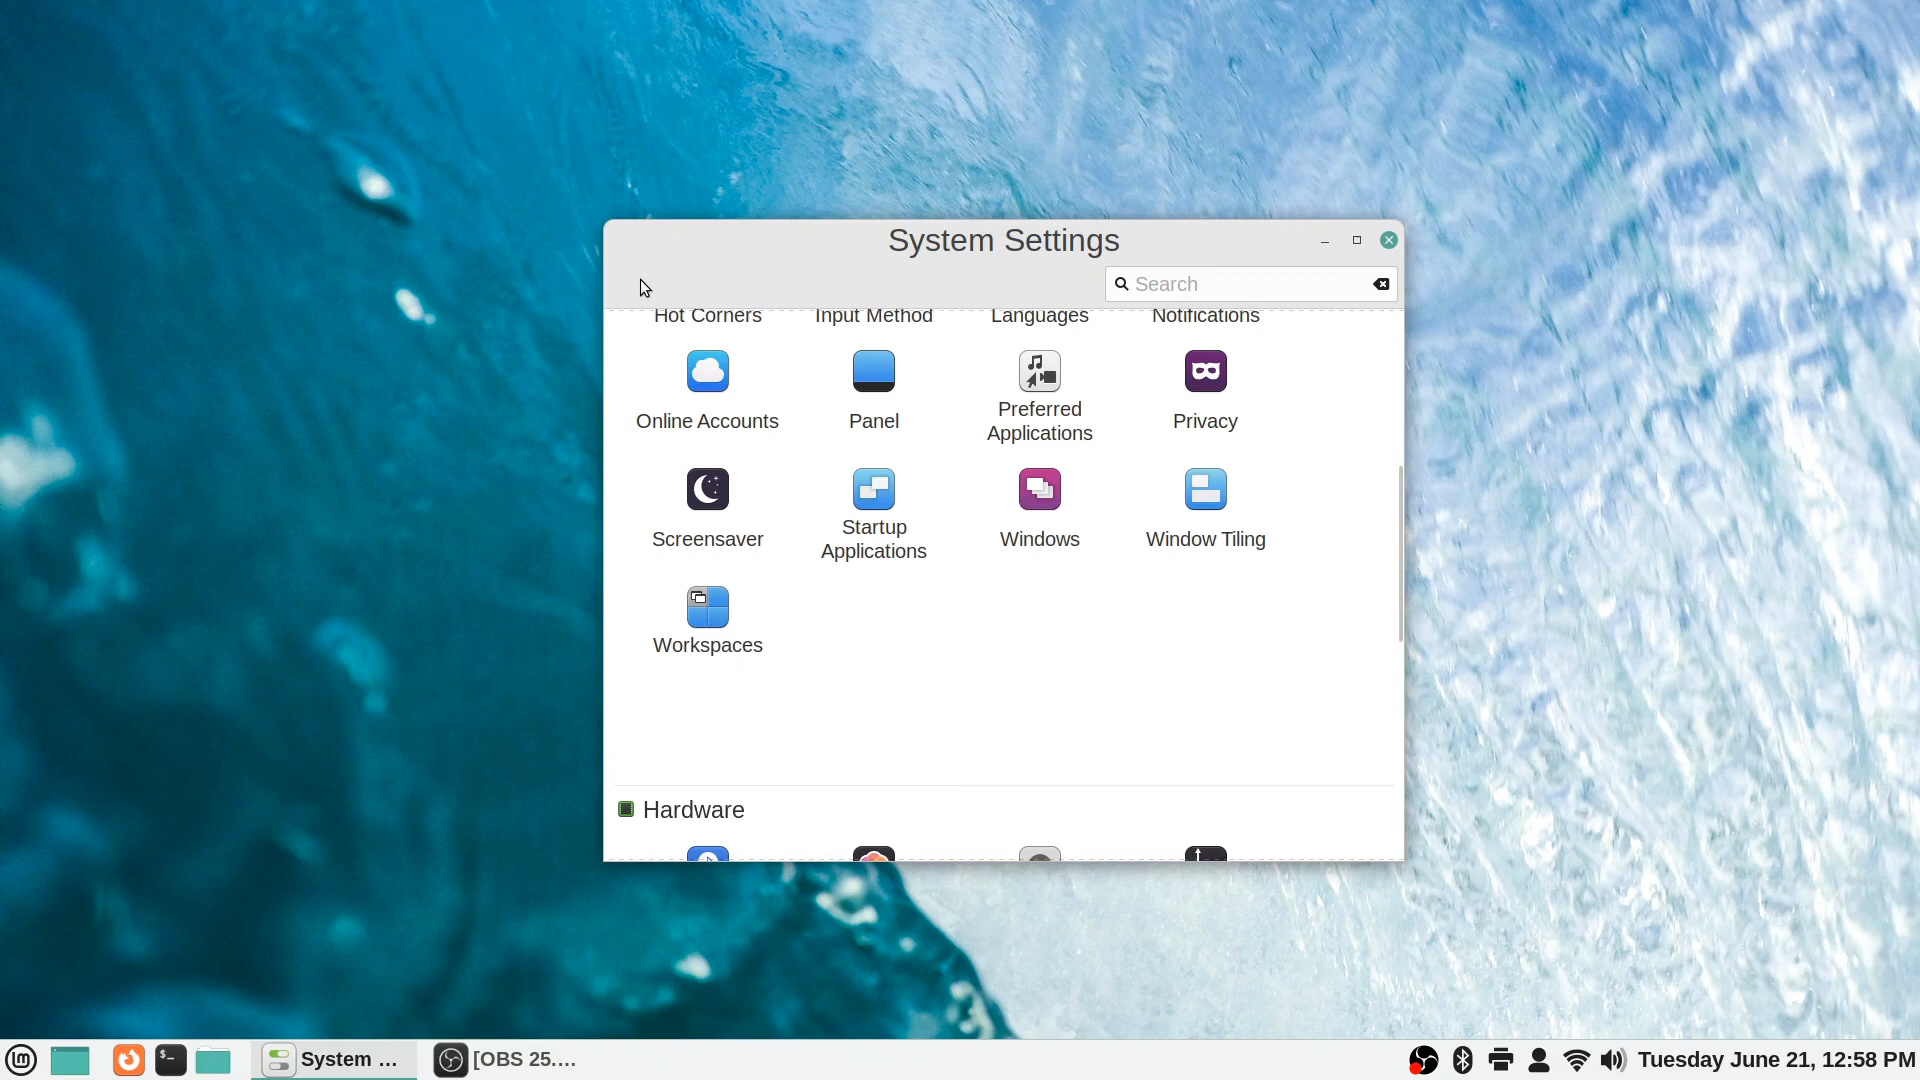 System Settings
Search
Hot Corners
Input Method
Languages
Notifications
Online Accounts
Panel
Preferred
Applications
Privacy
Screensaver
Startup
Applications
Windows
Window Tiling
Workspaces
Hardware
$_
System ...
[OBS 25....
Tuesday June 21, 12:58 PM